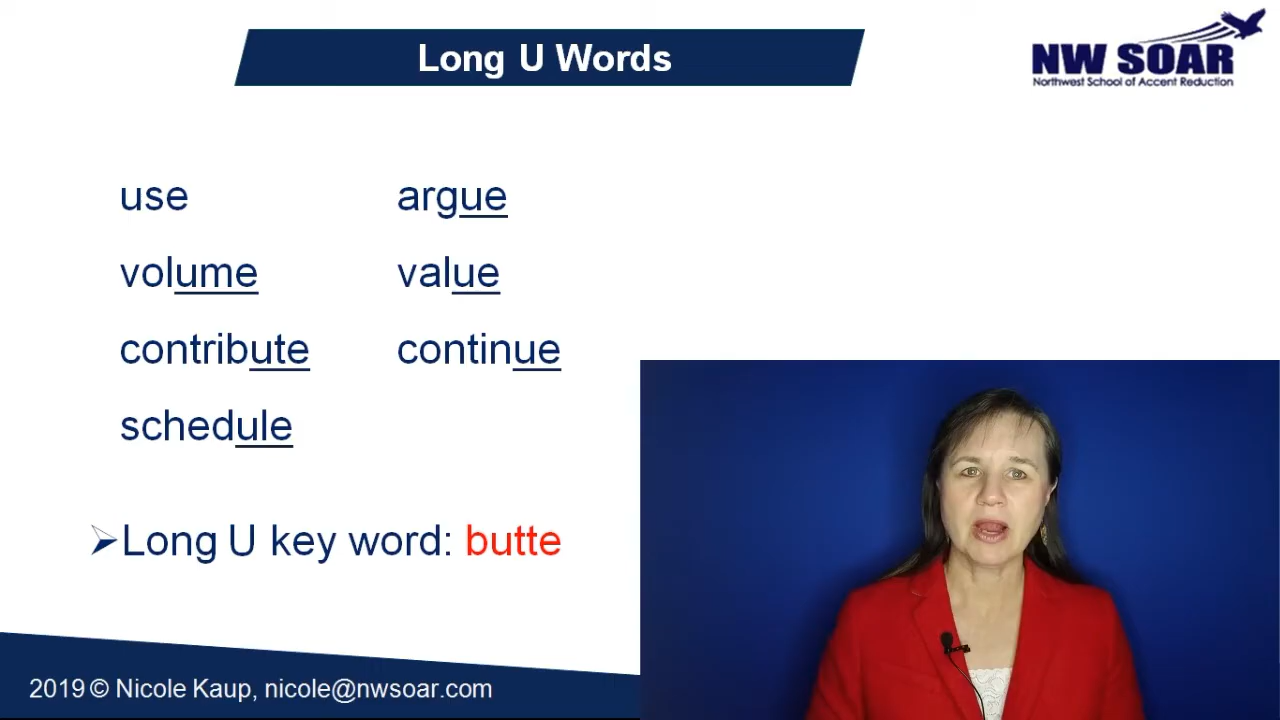 Long U Words
NW SOAR
Northwest School of Accent Reduction
use
argue
volume
value
contribute
continue
schedule
Long U key word: butte
2019 © Nicole Kaup, nicole@nwsoar.com